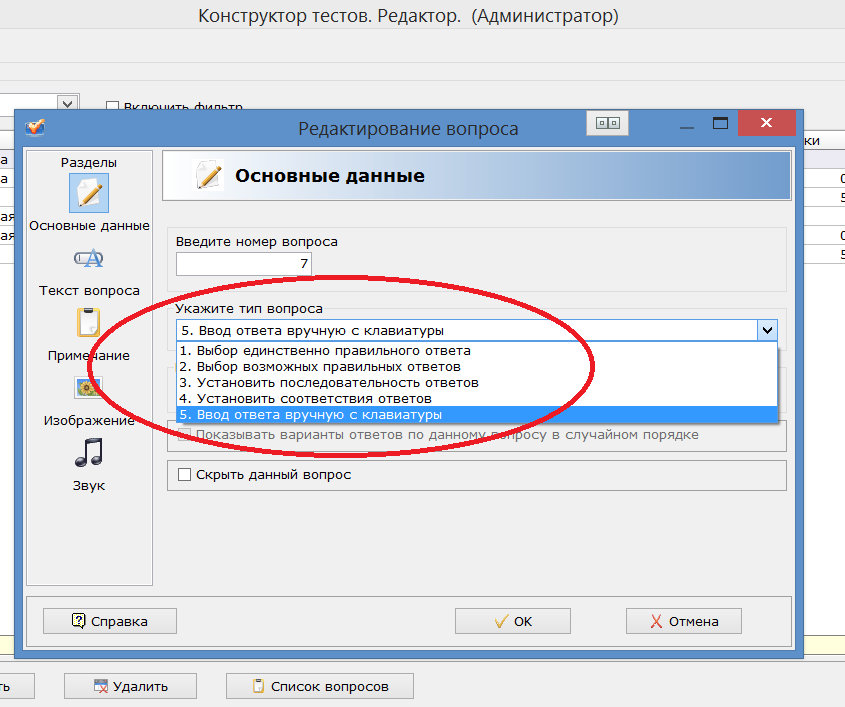 Конструктор тестов. Редактор. (Администратор)
Включить фильтр
Редактирование вопроса
Разделы
Основные данные
Основные данные
Введите номер вопроса
7
Текст вопроса
Укажите тип вопроса
5. Ввод ответа вручную с клавиатуры
1. Выбор единственно правильного ответа
2. Выбор возможных правильных ответов
3. Установить последовательность ответов
4. Установить соответствия ответов
5. Ввод ответа вручную с клавиатуры
Примечание
Изображение
Показывать варианты ответов по данному вопросу в случайном порядке
Скрыть данный вопрос
Звук
Справка
OK
Отмена
Удалить
Список вопросов